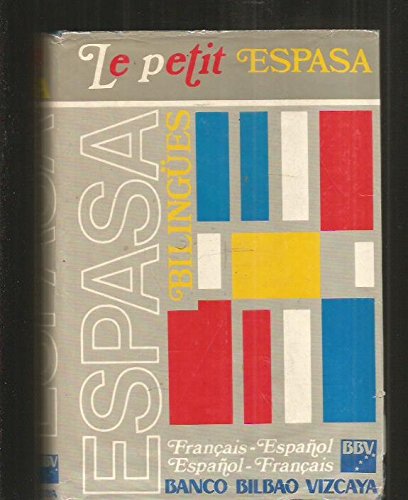 Le petit ESPASA
ESPASA
BILINGÜES
Français-Español
Español-Français
BBV
BANCO BILBAO VIZCAYA